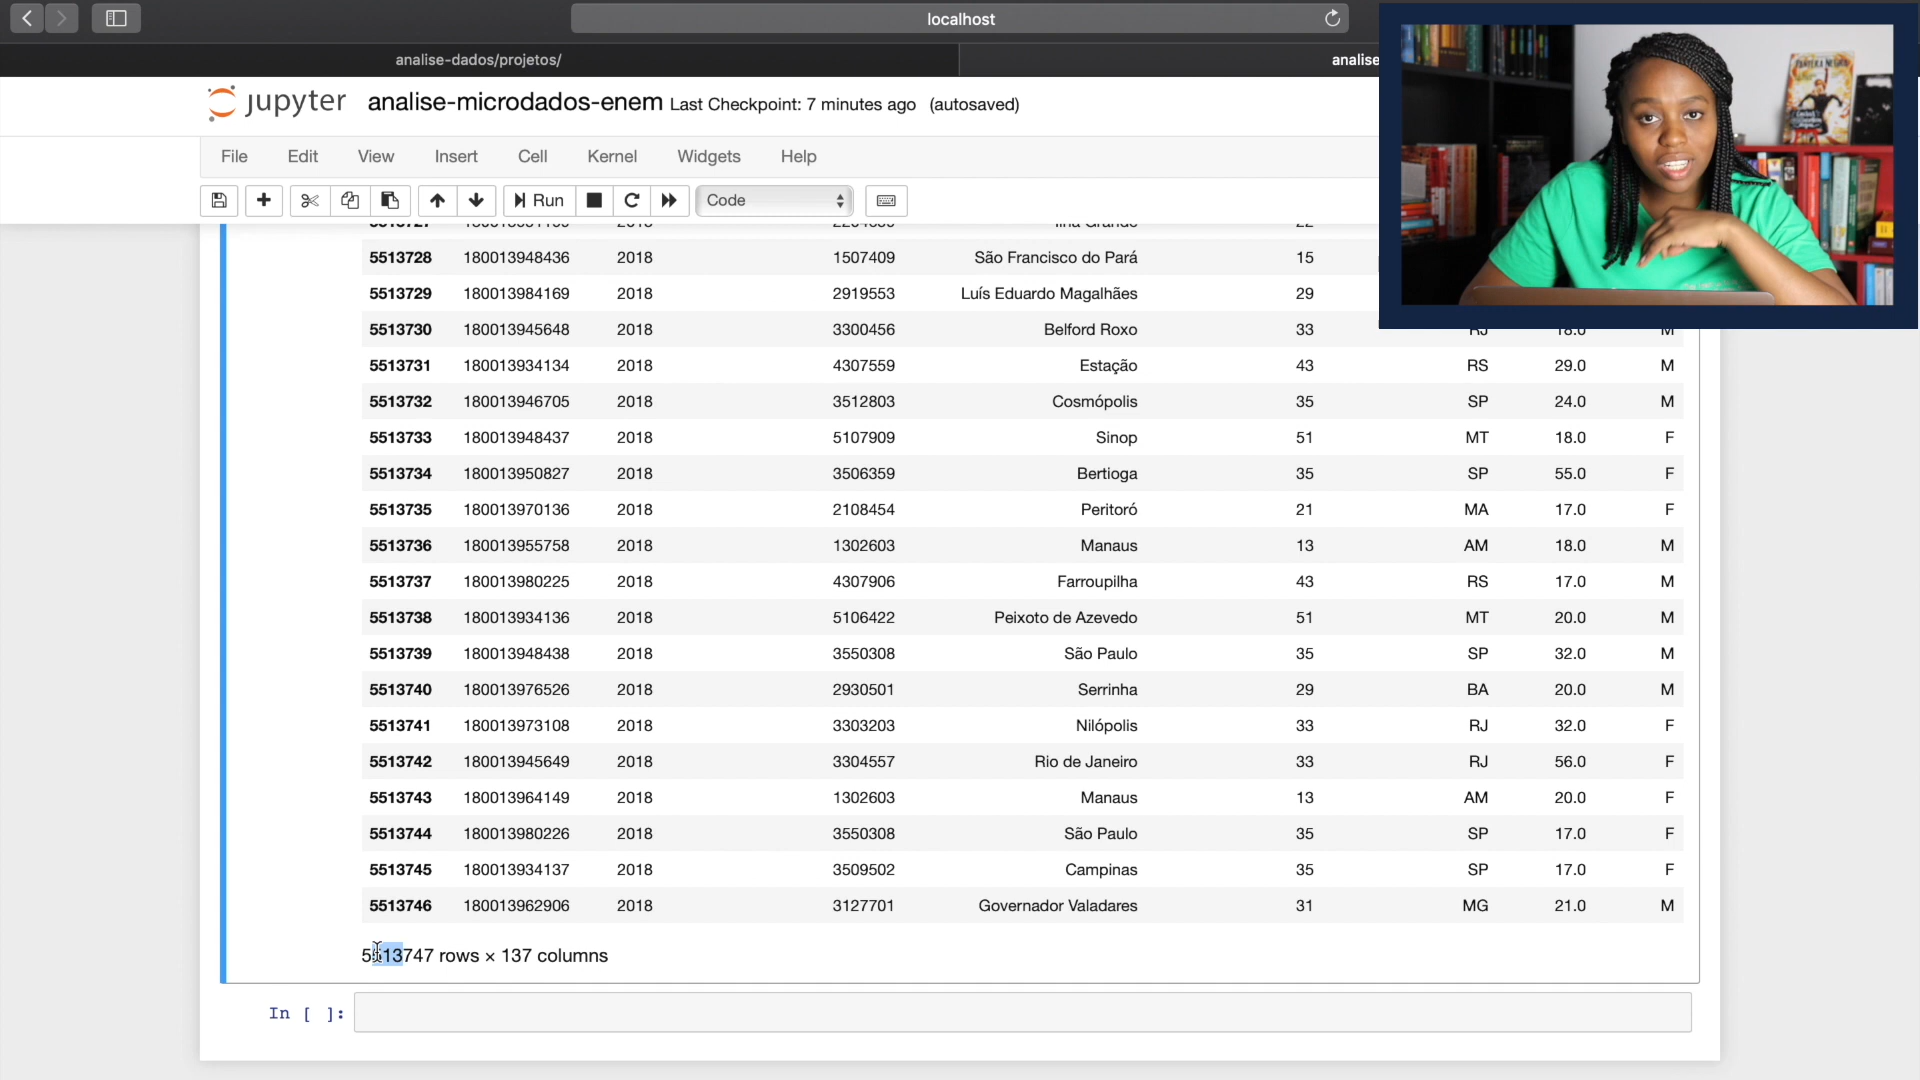 localhost
analise-dados/projetos/
analise
jupyter analise-microdados-enem Last Checkpoint: 7 minutes ago (autosaved)
File Edit View Insert Cell Kernel Widgets Help
Run Code
PANTERA NEGRA
5513728 180013948436 2018 1507409 São Francisco do Pará 15
5513729 180013984169 2018 2919553 Luís Eduardo Magalhães 29
5513730 180013945648 2018 3300456 Belford Roxo 33 RJ 18.0 M
5513731 180013934134 2018 4307559 Estação 43 RS 29.0 M
5513732 180013946705 2018 3512803 Cosmópolis 35 SP 24.0 M
5513733 180013948437 2018 5107909 Sinop 51 MT 18.0 F
5513734 180013950827 2018 3506359 Bertioga 35 SP 55.0 F
5513735 180013970136 2018 2108454 Peritoró 21 MA 17.0 F
5513736 180013955758 2018 1302603 Manaus 13 AM 18.0 M
5513737 180013980225 2018 4307906 Farroupilha 43 RS 17.0 M
5513738 180013934136 2018 5106422 Peixoto de Azevedo 51 MT 20.0 M
5513739 180013948438 2018 3550308 São Paulo 35 SP 32.0 M
5513740 180013976526 2018 2930501 Serrinha 29 BA 20.0 M
5513741 180013973108 2018 3303203 Nilópolis 33 RJ 32.0 F
5513742 180013945649 2018 3304557 Rio de Janeiro 33 RJ 56.0 F
5513743 180013964149 2018 1302603 Manaus 13 AM 20.0 F
5513744 180013980226 2018 3550308 São Paulo 35 SP 17.0 F
5513745 180013934137 2018 3509502 Campinas 35 SP 17.0 F
5513746 180013962906 2018 3127701 Governador Valadares 31 MG 21.0 M
5513747 rows × 137 columns
In [ ]: